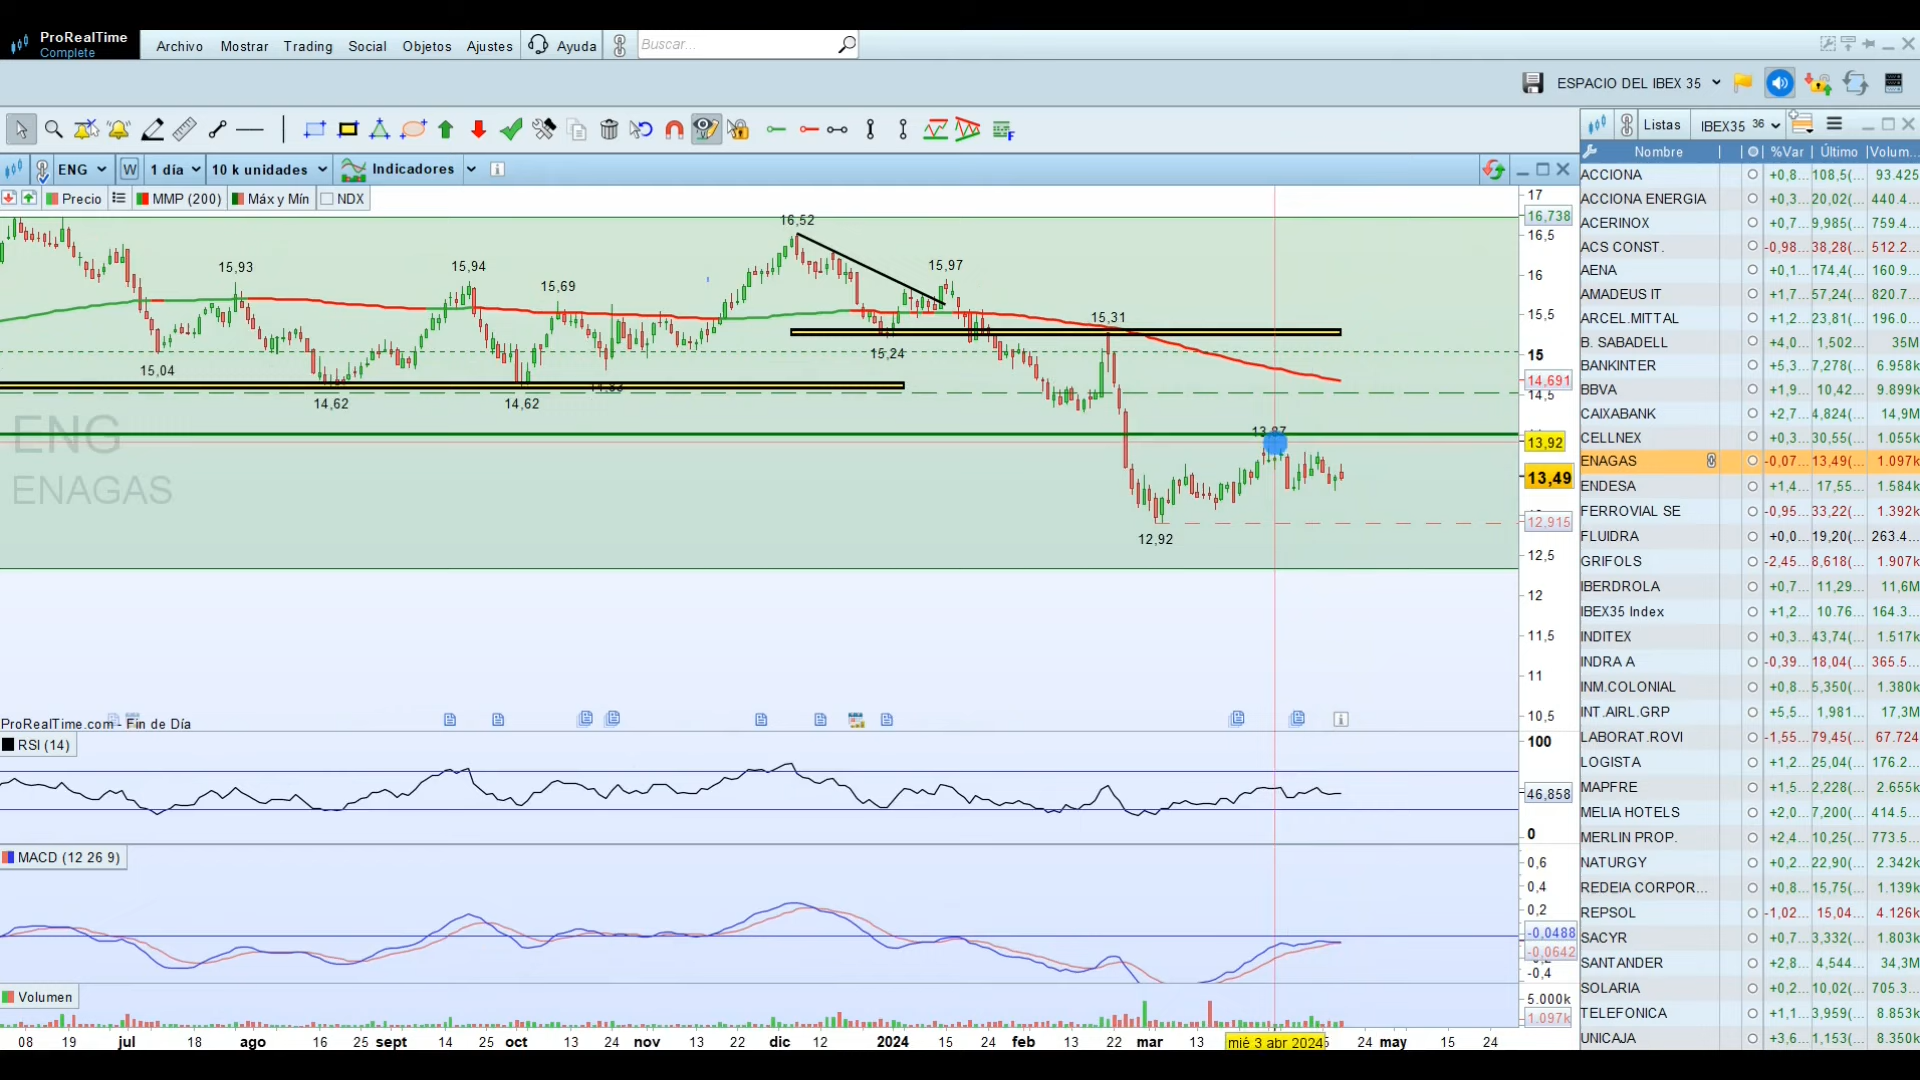 ProRealTime
Complete
Archivo Mostrar Trading Social Objetos Ajustes Ayuda Buscar...
ESPACIO DEL IBEX 35
Listas IBEX35 36
ENG W 1 día 10 k unidades Indicadores
Nombre %Var Último Volum...
Precio MMP (200) Máx y Mín NDX
ACCIONA +0,8... 108,5(... 93.425
ACCIONA ENERGIA +0,3... 20,02(... 440.4...
ACERINOX +0,7... 9,985(... 759.4...
ACS CONST. -0,98... 38,28(... 512.2...
AENA +0,1... 174,4(... 160.9...
AMADEUS IT +1,7... 57,24(... 820.7...
ARCEL.MITTAL +1,2... 23,81(... 196.0...
B. SABADELL +4,0... 1,502... 35M
BANKINTER +5,3... 7,278(... 6.958k
BBVA +1,9... 10,42... 9.899k
CAIXABANK +2,7... 4,824(... 14,9M
CELLNEX +0,3... 30,55(... 1.055k
ENAGAS -0,07... 13,49(... 1.097k
ENDESA +1,4... 17,55... 1.584k
FERROVIAL SE -0,95... 33,22(... 1.392k
FLUIDRA +0,0... 19,20(... 263.4...
GRIFOLS -2,45... 8,618(... 1.907k
IBERDROLA +0,7... 11,29... 11,6M
IBEX35 Index +1,2... 10.76... 164.3...
INDITEX +0,3... 43,74(... 1.517k
INDRA A -0,39... 18,04(... 365.5...
INM.COLONIAL +0,8... 5,350(... 1.380k
INT.AIRL.GRP +5,5... 1,981... 17,3M
LABORAT.ROVI -1,55... 79,45(... 67.724
LOGISTA +1,2... 25,04(... 176.2...
MAPFRE +1,5... 2,228(... 2.655k
MELIA HOTELS +2,0... 7,200(... 414.5...
MERLIN PROP. +2,4... 10,25(... 773.5...
NATURGY +0,2... 22,90(... 2.342k
REDEIA CORPOR... +0,8... 15,75(... 1.139k
REPSOL -1,02... 15,04... 4.126k
SACYR +0,7... 3,332(... 1.803k
SANTANDER +2,8... 4,544... 34,3M
SOLARIA +0,2... 10,02(... 705.3...
TELEFONICA +1,1... 3,959(... 8.853k
UNICAJA +3,6... 1,153(... 8.350k
17
16,738
16,5
16
15,5
15
14,691
14,5
13,92
13,49
12,915
12,5
12
11,5
11
10,5
16,52
15,93
15,94
15,97
15,69
15,31
15,24
15,04
14,62
14,62
13,87
12,92
ENG
ENAGAS
ProRealTime.com - Fin de Día
RSI (14)
100
46,858
0
MACD (12 26 9)
0,6
0,4
0,2
-0,0488
-0,0642
-0,4
Volumen
5.000k
1.097k
08 19 jul 18 ago 16 25 sept 14 25 oct 13 24 nov 13 22 dic 12 2024 15 24 feb 13 22 mar 13 mié 3 abr 2024 24 may 15 24